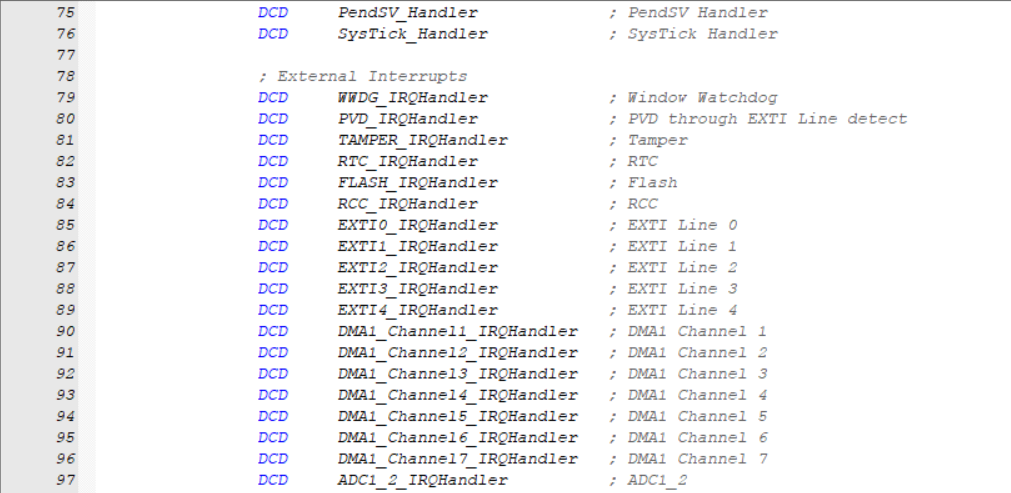 75 DCD PendSV_Handler ; PendSV Handler
76 DCD SysTick_Handler ; SysTick Handler
77
78 ; External Interrupts
79 DCD WWDG_IRQHandler ; Window Watchdog
80 DCD PVD_IRQHandler ; PVD through EXTI Line detect
81 DCD TAMPER_IRQHandler ; Tamper
82 DCD RTC_IRQHandler ; RTC
83 DCD FLASH_IRQHandler ; Flash
84 DCD RCC_IRQHandler ; RCC
85 DCD EXTI0_IRQHandler ; EXTI Line 0
86 DCD EXTI1_IRQHandler ; EXTI Line 1
87 DCD EXTI2_IRQHandler ; EXTI Line 2
88 DCD EXTI3_IRQHandler ; EXTI Line 3
89 DCD EXTI4_IRQHandler ; EXTI Line 4
90 DCD DMA1_Channel1_IRQHandler ; DMA1 Channel 1
91 DCD DMA1_Channel2_IRQHandler ; DMA1 Channel 2
92 DCD DMA1_Channel3_IRQHandler ; DMA1 Channel 3
93 DCD DMA1_Channel4_IRQHandler ; DMA1 Channel 4
94 DCD DMA1_Channel5_IRQHandler ; DMA1 Channel 5
95 DCD DMA1_Channel6_IRQHandler ; DMA1 Channel 6
96 DCD DMA1_Channel7_IRQHandler ; DMA1 Channel 7
97 DCD ADC1_2_IRQHandler ; ADC1_2